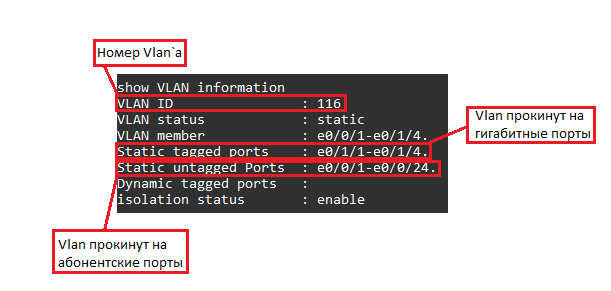 Номер Vlan`а
show VLAN information
VLAN ID : 116
VLAN status : static
VLAN member : e0/0/1-e0/1/4.
Static tagged ports : e0/1/1-e0/1/4.
Static untagged Ports : e0/0/1-e0/0/24.
Dynamic tagged ports :
isolation status : enable
Vlan прокинут на
гигабитные порты
Vlan прокинут на
абонентские порты